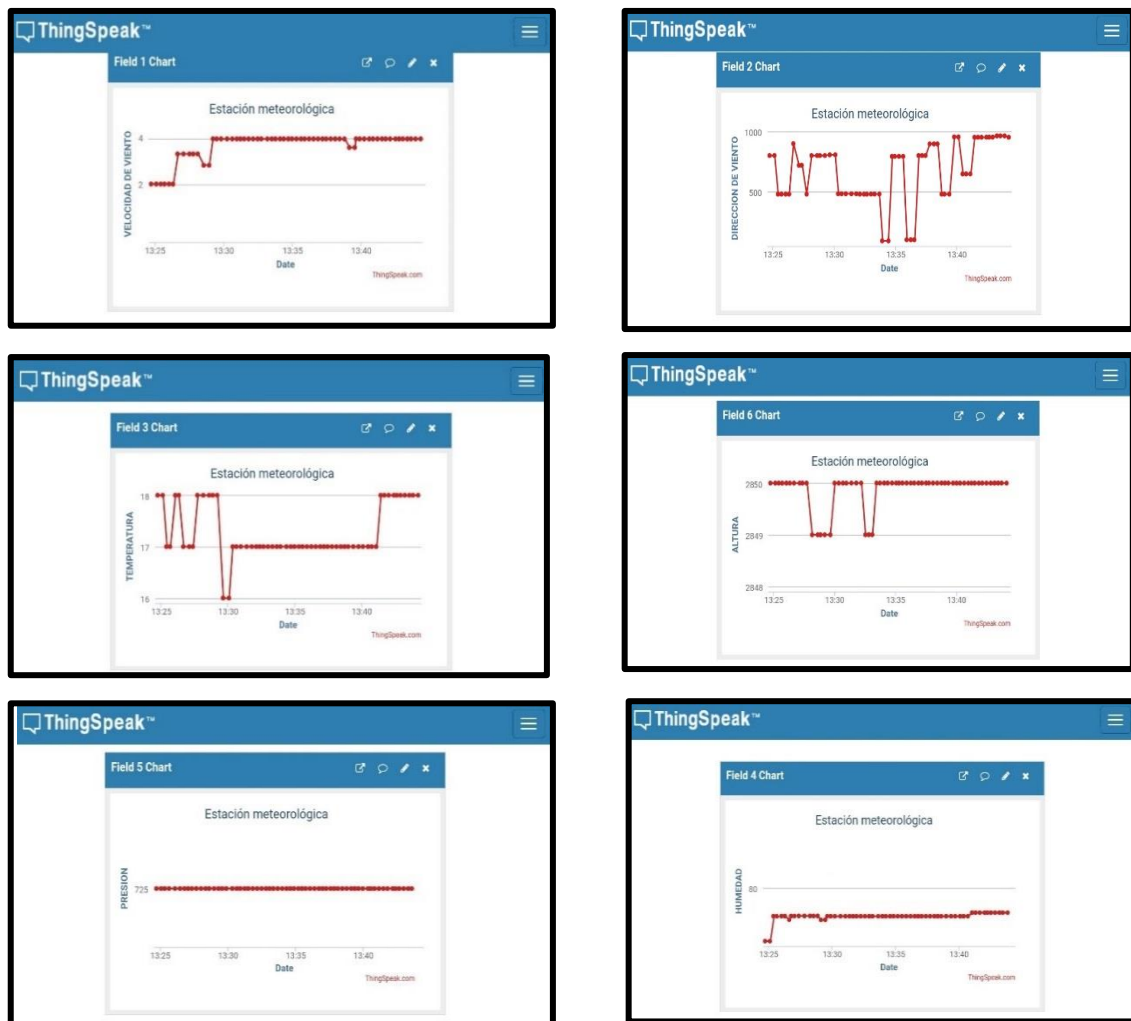 ThingSpeak™
Field 1 Chart
Estación meteorológica
VELOCIDAD DE VIENTO
4
2
13:25 13:30 13:35 13:40
Date
ThingSpeak.com
ThingSpeak™
Field 2 Chart
Estación meteorológica
DIRECCION DE VIENTO
1000
500
13:25 13:30 13:35 13:40
Date
ThingSpeak.com
ThingSpeak™
Field 3 Chart
Estación meteorológica
TEMPERATURA
18
17
16
13:25 13:30 13:35 13:40
Date
ThingSpeak.com
ThingSpeak™
Field 6 Chart
Estación meteorológica
ALTURA
2850
2849
2848
13:25 13:30 13:35 13:40
Date
ThingSpeak.com
ThingSpeak™
Field 5 Chart
Estación meteorológica
PRESION
725
13:25 13:30 13:35 13:40
Date
ThingSpeak.com
ThingSpeak™
Field 4 Chart
Estación meteorológica
HUMEDAD
80
13:25 13:30 13:35 13:40
Date
ThingSpeak.com